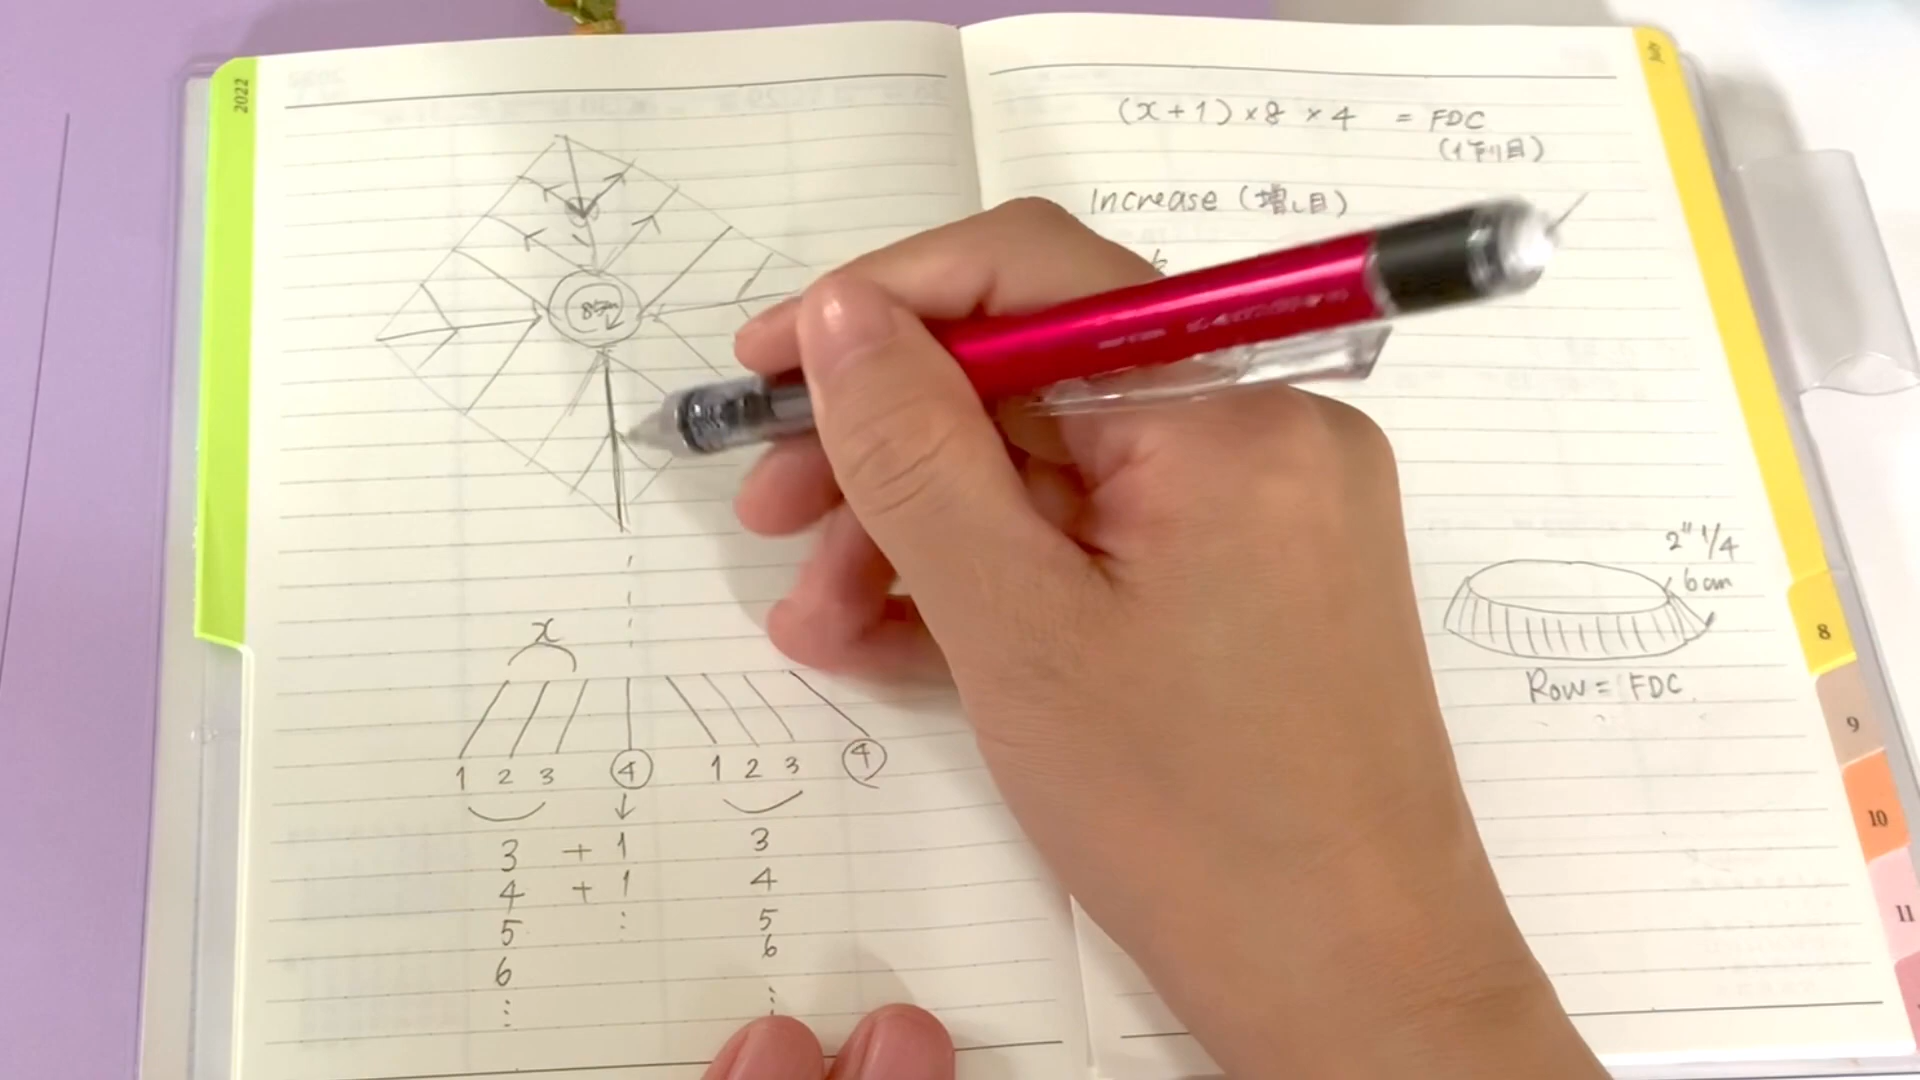 2022
85
x
1 2 3 4 1 2 3 4
3 + 1 3
4 + 1 4
5 : 5
6 6
(x+1)×8 ×4 = FDC
(1列目)
Increase (増し目)
2" 1/4
6cm
Row = FDC
8
9
10
11